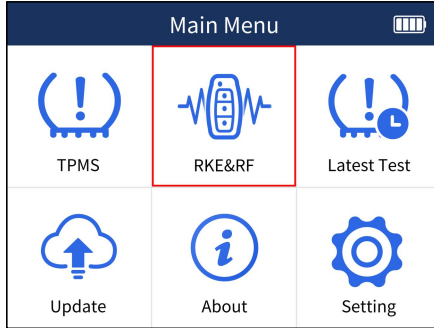 Main Menu
TPMS
RKE&RF
Latest Test
Update
About
Setting